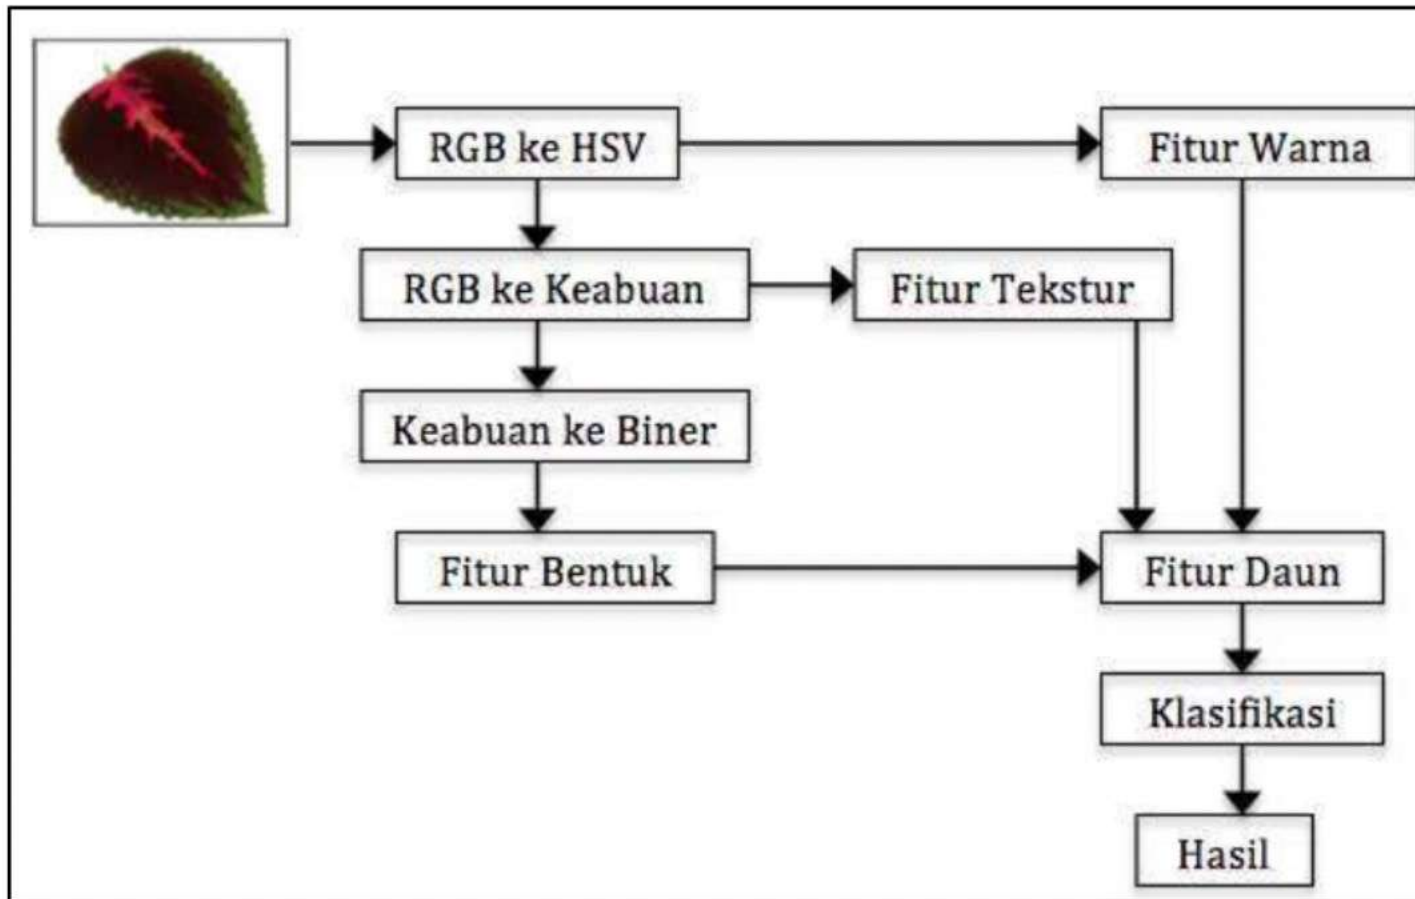 RGB ke HSV
Fitur Warna
RGB ke Keabuan
Fitur Tekstur
Keabuan ke Biner
Fitur Bentuk
Fitur Daun
Klasifikasi
Hasil